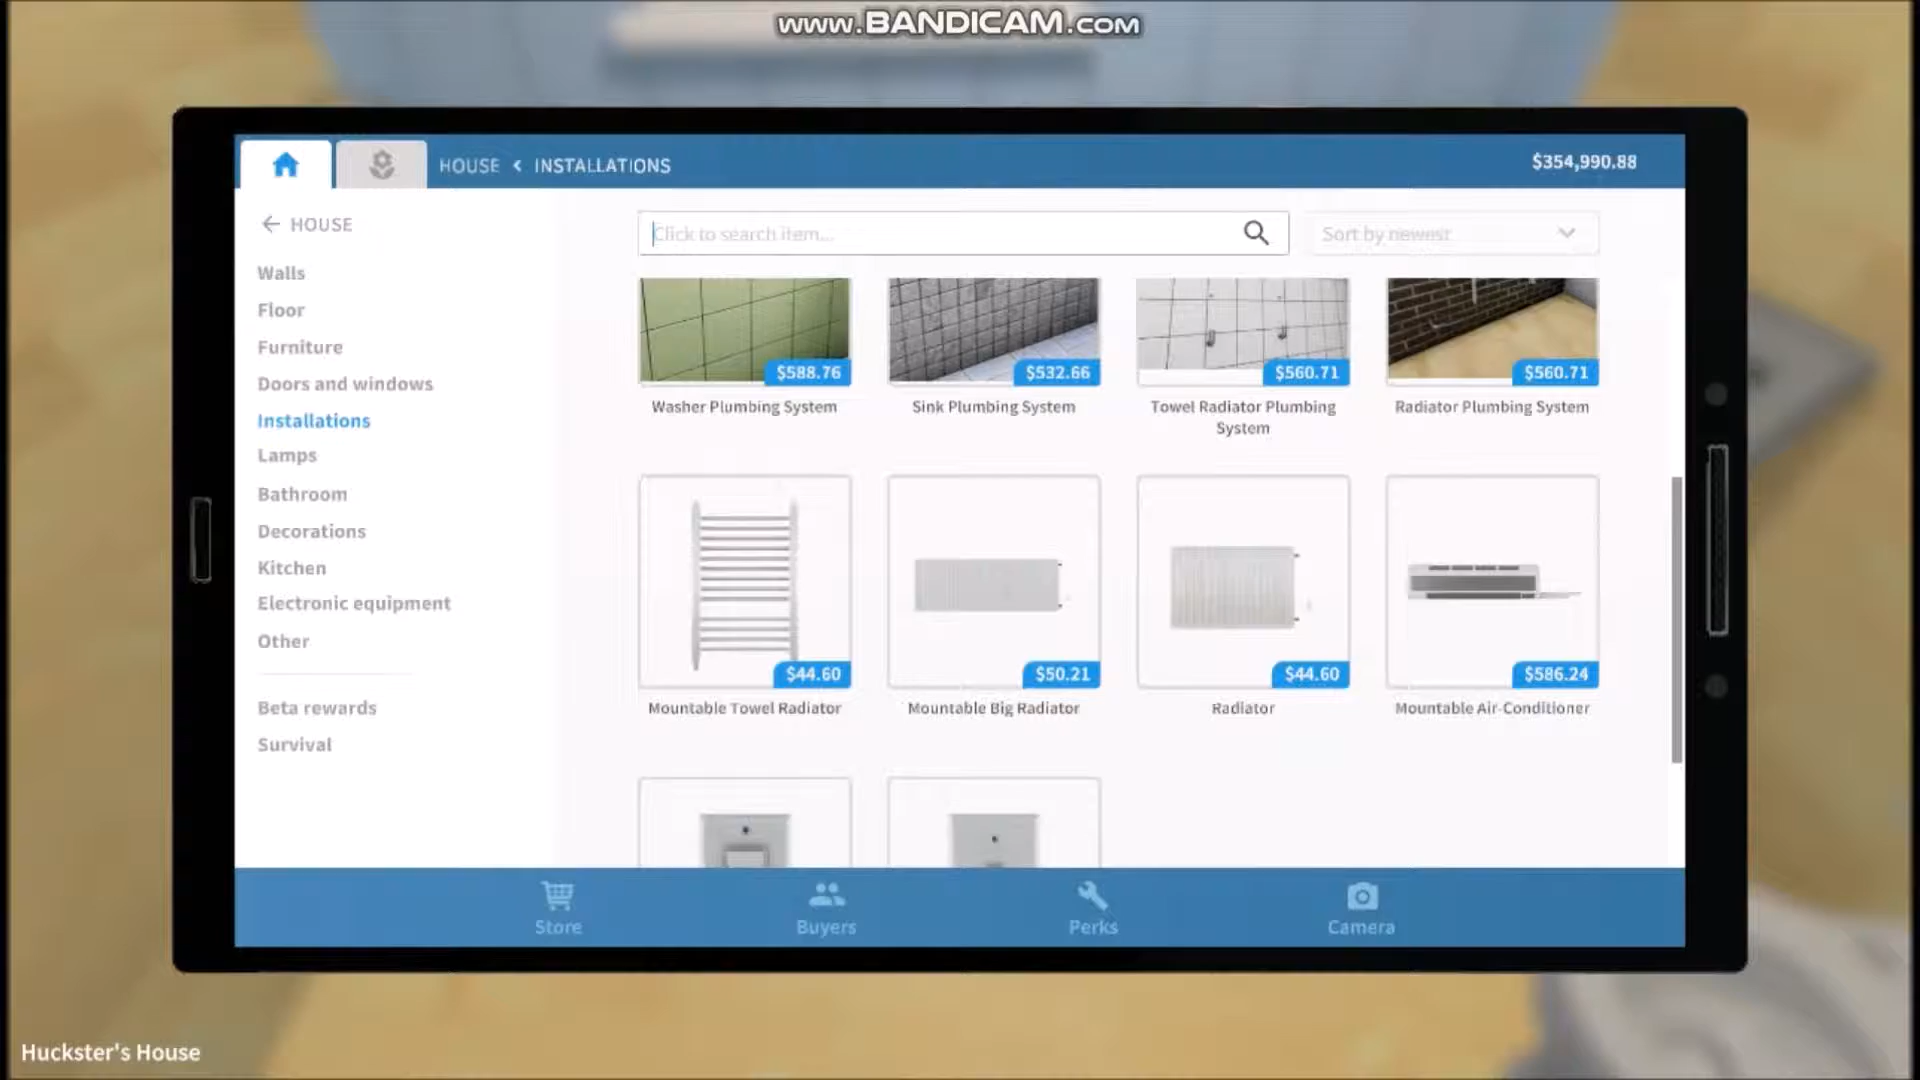 www.BANDICAM.com
HOUSE < INSTALLATIONS
$354,990.88
← HOUSE
Click to search item...
Sort by newest
Walls
Floor
Furniture
Doors and windows
Installations
Lamps
Bathroom
Decorations
Kitchen
Electronic equipment
Other
Beta rewards
Survival
$588.76
$532.66
$560.71
$560.71
Washer Plumbing System
Sink Plumbing System
Towel Radiator Plumbing
System
Radiator Plumbing System
$44.60
$50.21
$44.60
$586.24
Mountable Towel Radiator
Mountable Big Radiator
Radiator
Mountable Air-Conditioner
Store
Buyers
Perks
Camera
Huckster's House